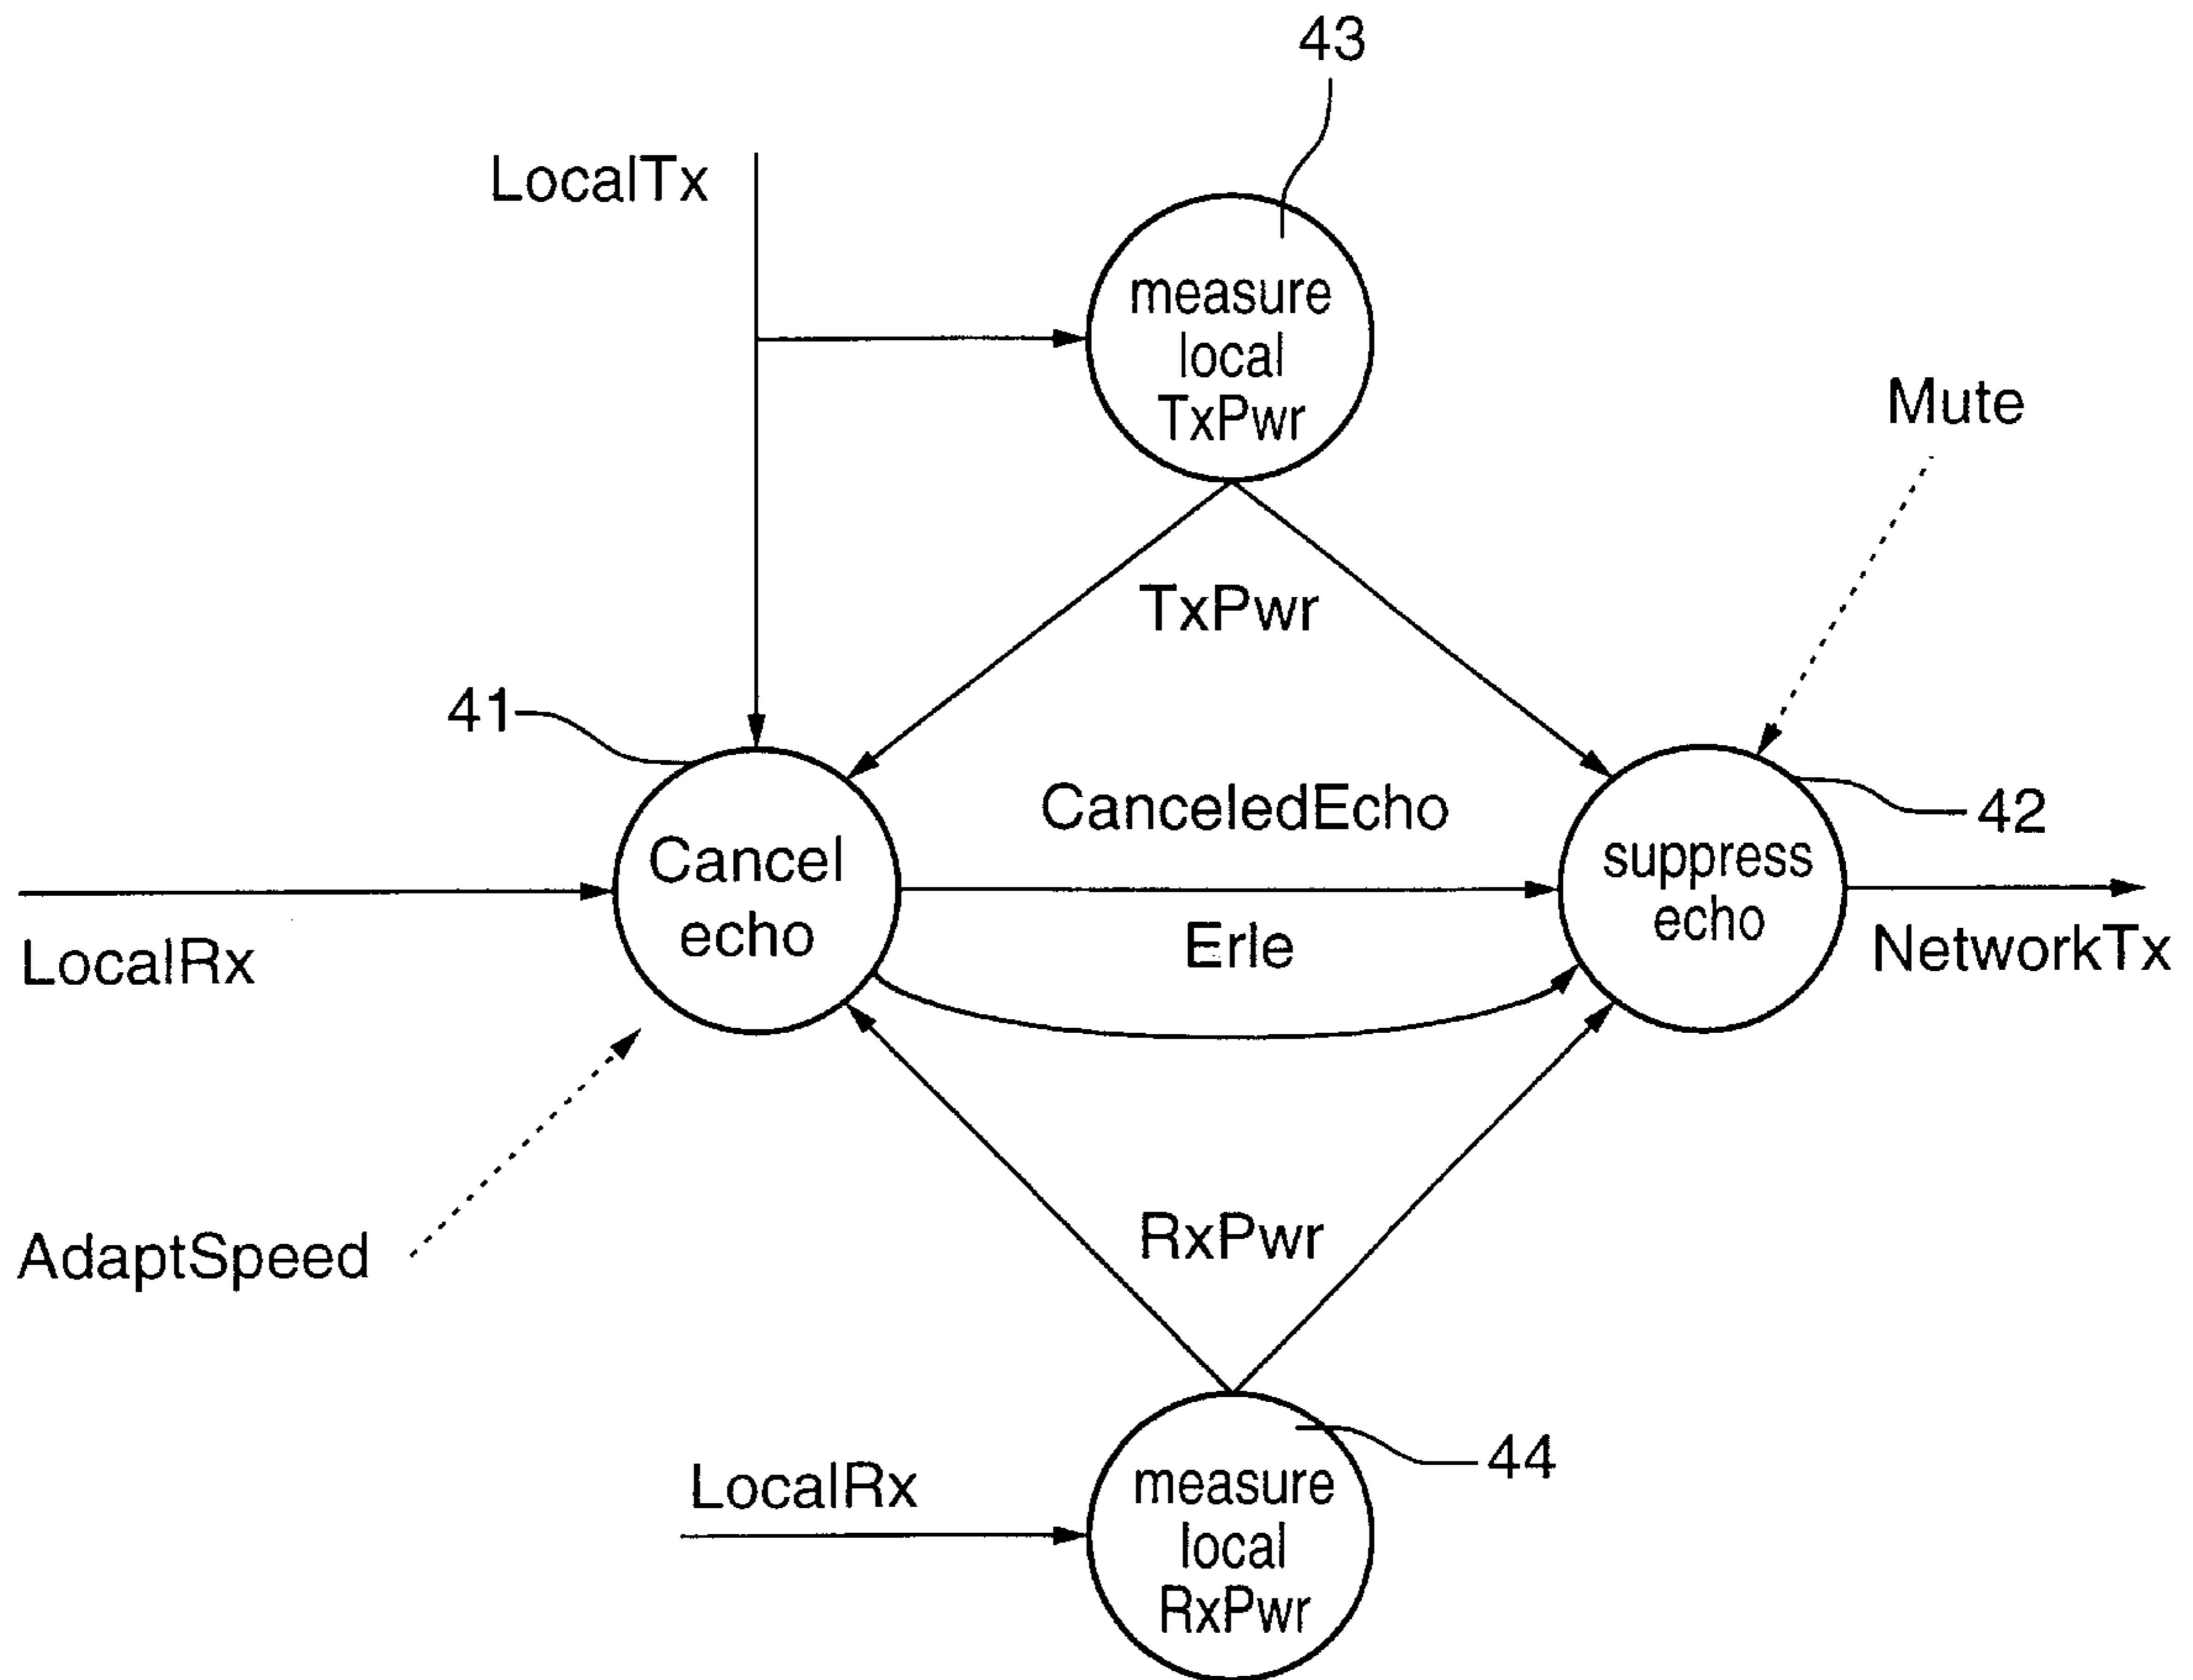 43
LocalTx
measure
local
TxPwr
Mute
TxPwr
41
CanceledEcho
42
Cancel
echo
suppress
echo
Erle
LocalRx
NetworkTx
RxPwr
AdaptSpeed
44
LocalRx
measure
local
RxPwr